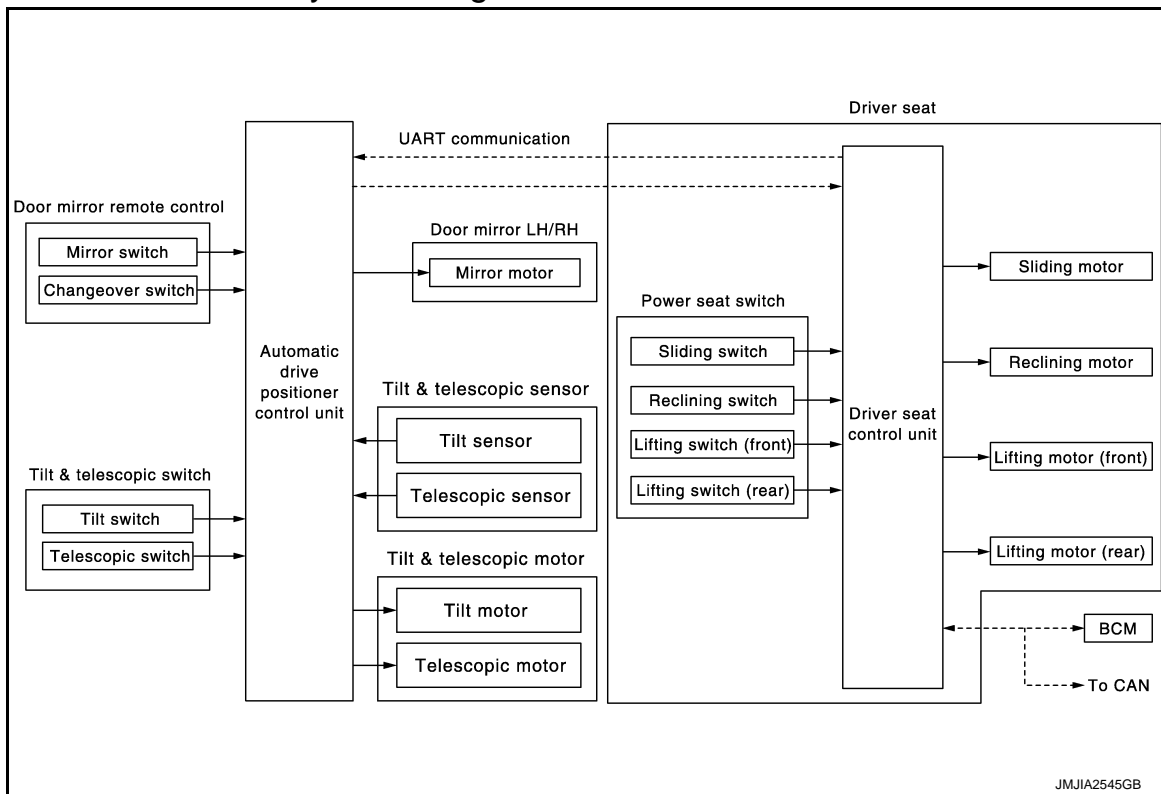 Driver seat
UART communication
Door mirror remote control
Mirror switch
Changeover switch
Door mirror LH/RH
Mirror motor
Automatic
drive
positioner
control unit
Tilt & telescopic sensor
Tilt sensor
Telescopic sensor
Tilt & telescopic switch
Tilt switch
Telescopic switch
Tilt & telescopic motor
Tilt motor
Telescopic motor
Power seat switch
Sliding switch
Reclining switch
Lifting switch (front)
Lifting switch (rear)
Driver seat
control unit
Sliding motor
Reclining motor
Lifting motor (front)
Lifting motor (rear)
BCM
To CAN
JMJIA2545GB